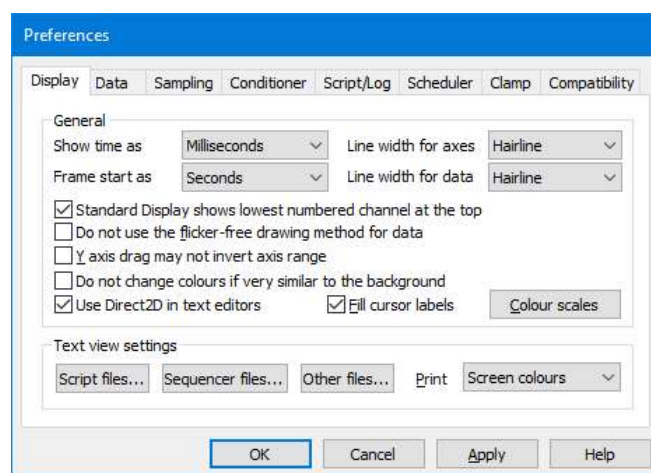 Preferences
Display Data Sampling Conditioner Script/Log Scheduler Clamp Compatibility
General
Show time as Milliseconds Line width for axes Hairline
Frame start as Seconds Line width for data Hairline
Standard Display shows lowest numbered channel at the top
Do not use the flicker-free drawing method for data
Y axis drag may not invert axis range
Do not change colours if very similar to the background
Use Direct2D in text editors Fill cursor labels Colour scales
Text view settings
Script files... Sequencer files... Other files... Print Screen colours
OK Cancel Apply Help